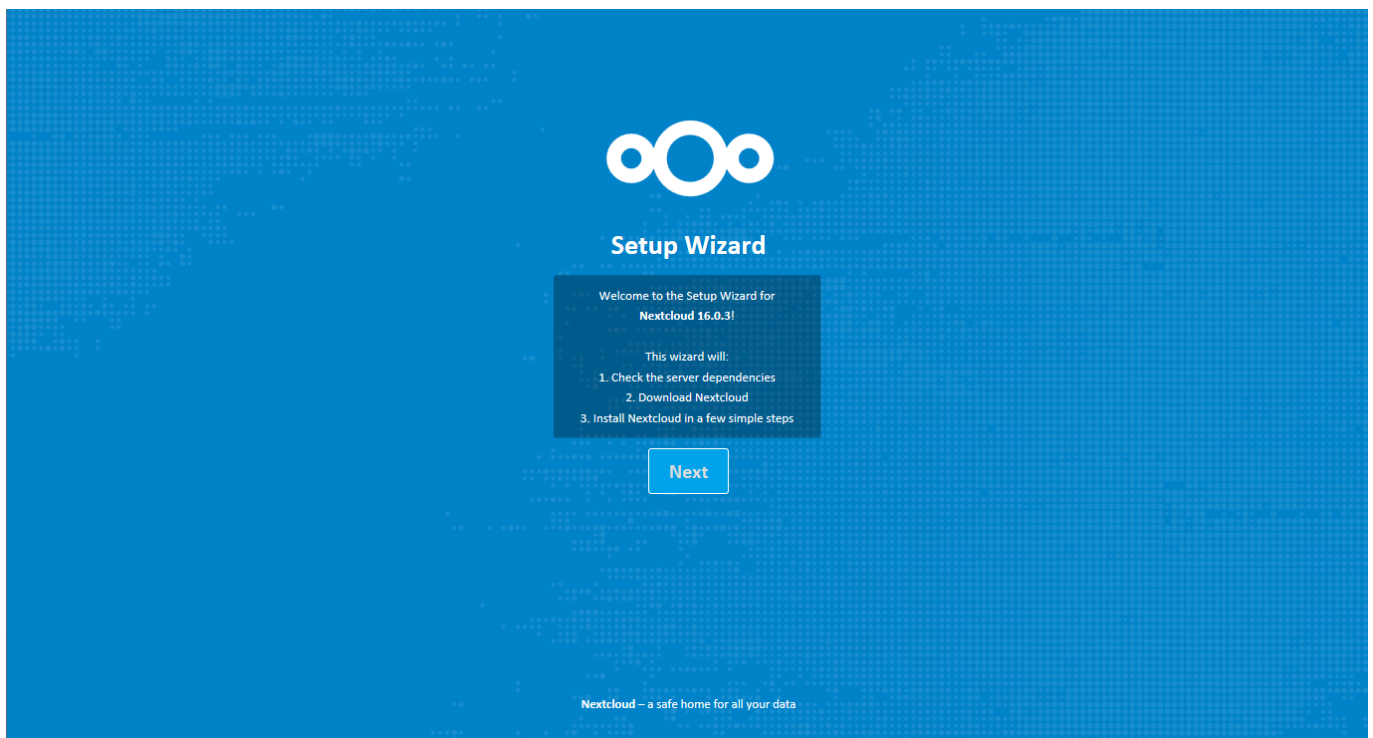 Setup Wizard
Welcome to the Setup Wizard for
Nextcloud 16.0.3!
This wizard will:
1. Check the server dependencies
2. Download Nextcloud
3. Install Nextcloud in a few simple steps
Next
Nextcloud – a safe home for all your data